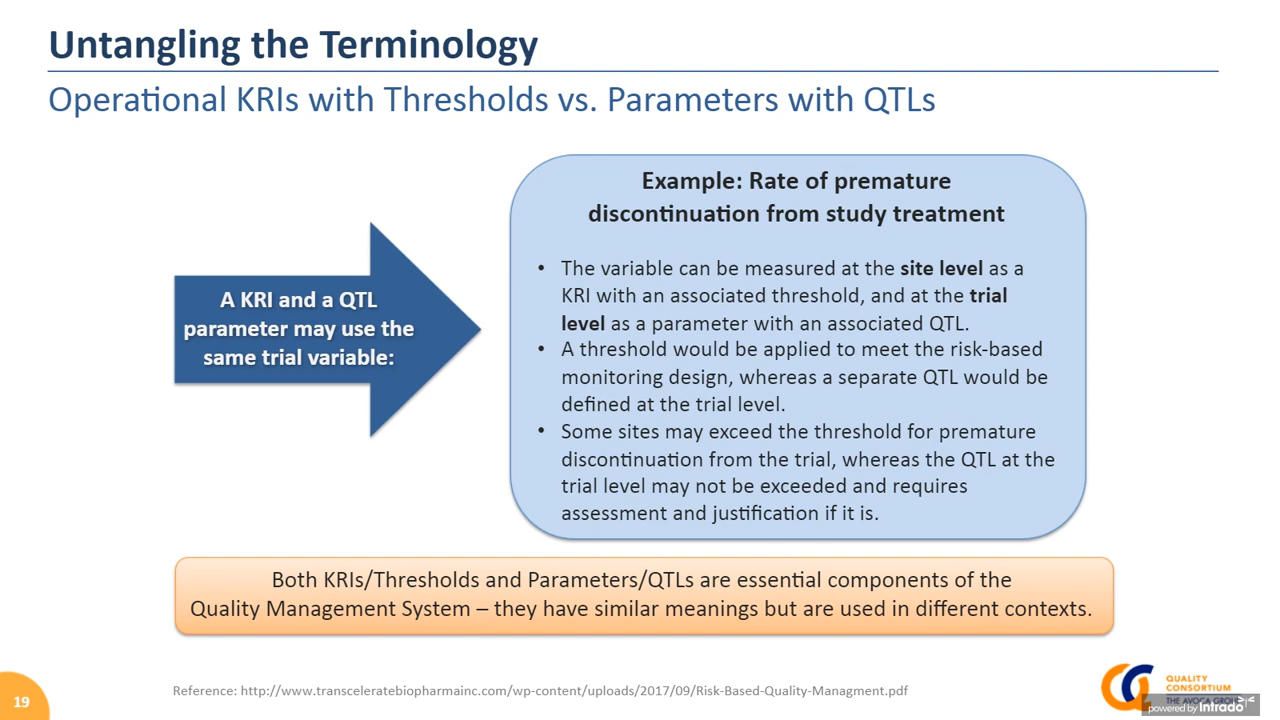 Untangling the Terminology
Operational KRIs with Thresholds vs. Parameters with QTLs
A KRI and a QTL
parameter may use the
same trial variable:
Example: Rate of premature
discontinuation from study treatment
• The variable can be measured at the site level as a
KRI with an associated threshold, and at the trial
level as a parameter with an associated QTL.
• A threshold would be applied to meet the risk-based
monitoring design, whereas a separate QTL would be
defined at the trial level.
• Some sites may exceed the threshold for premature
discontinuation from the trial, whereas the QTL at the
trial level may not be exceeded and requires
assessment and justification if it is.
Both KRIs/Thresholds and Parameters/QTLs are essential components of the
Quality Management System – they have similar meanings but are used in different contexts.
19
Reference: http://www.transceleratebiopharmainc.com/wp-content/uploads/2017/09/Risk-Based-Quality-Managment.pdf
QUALITY
CONSORTIUM
THE AVOCA GROUP
powered by intrado